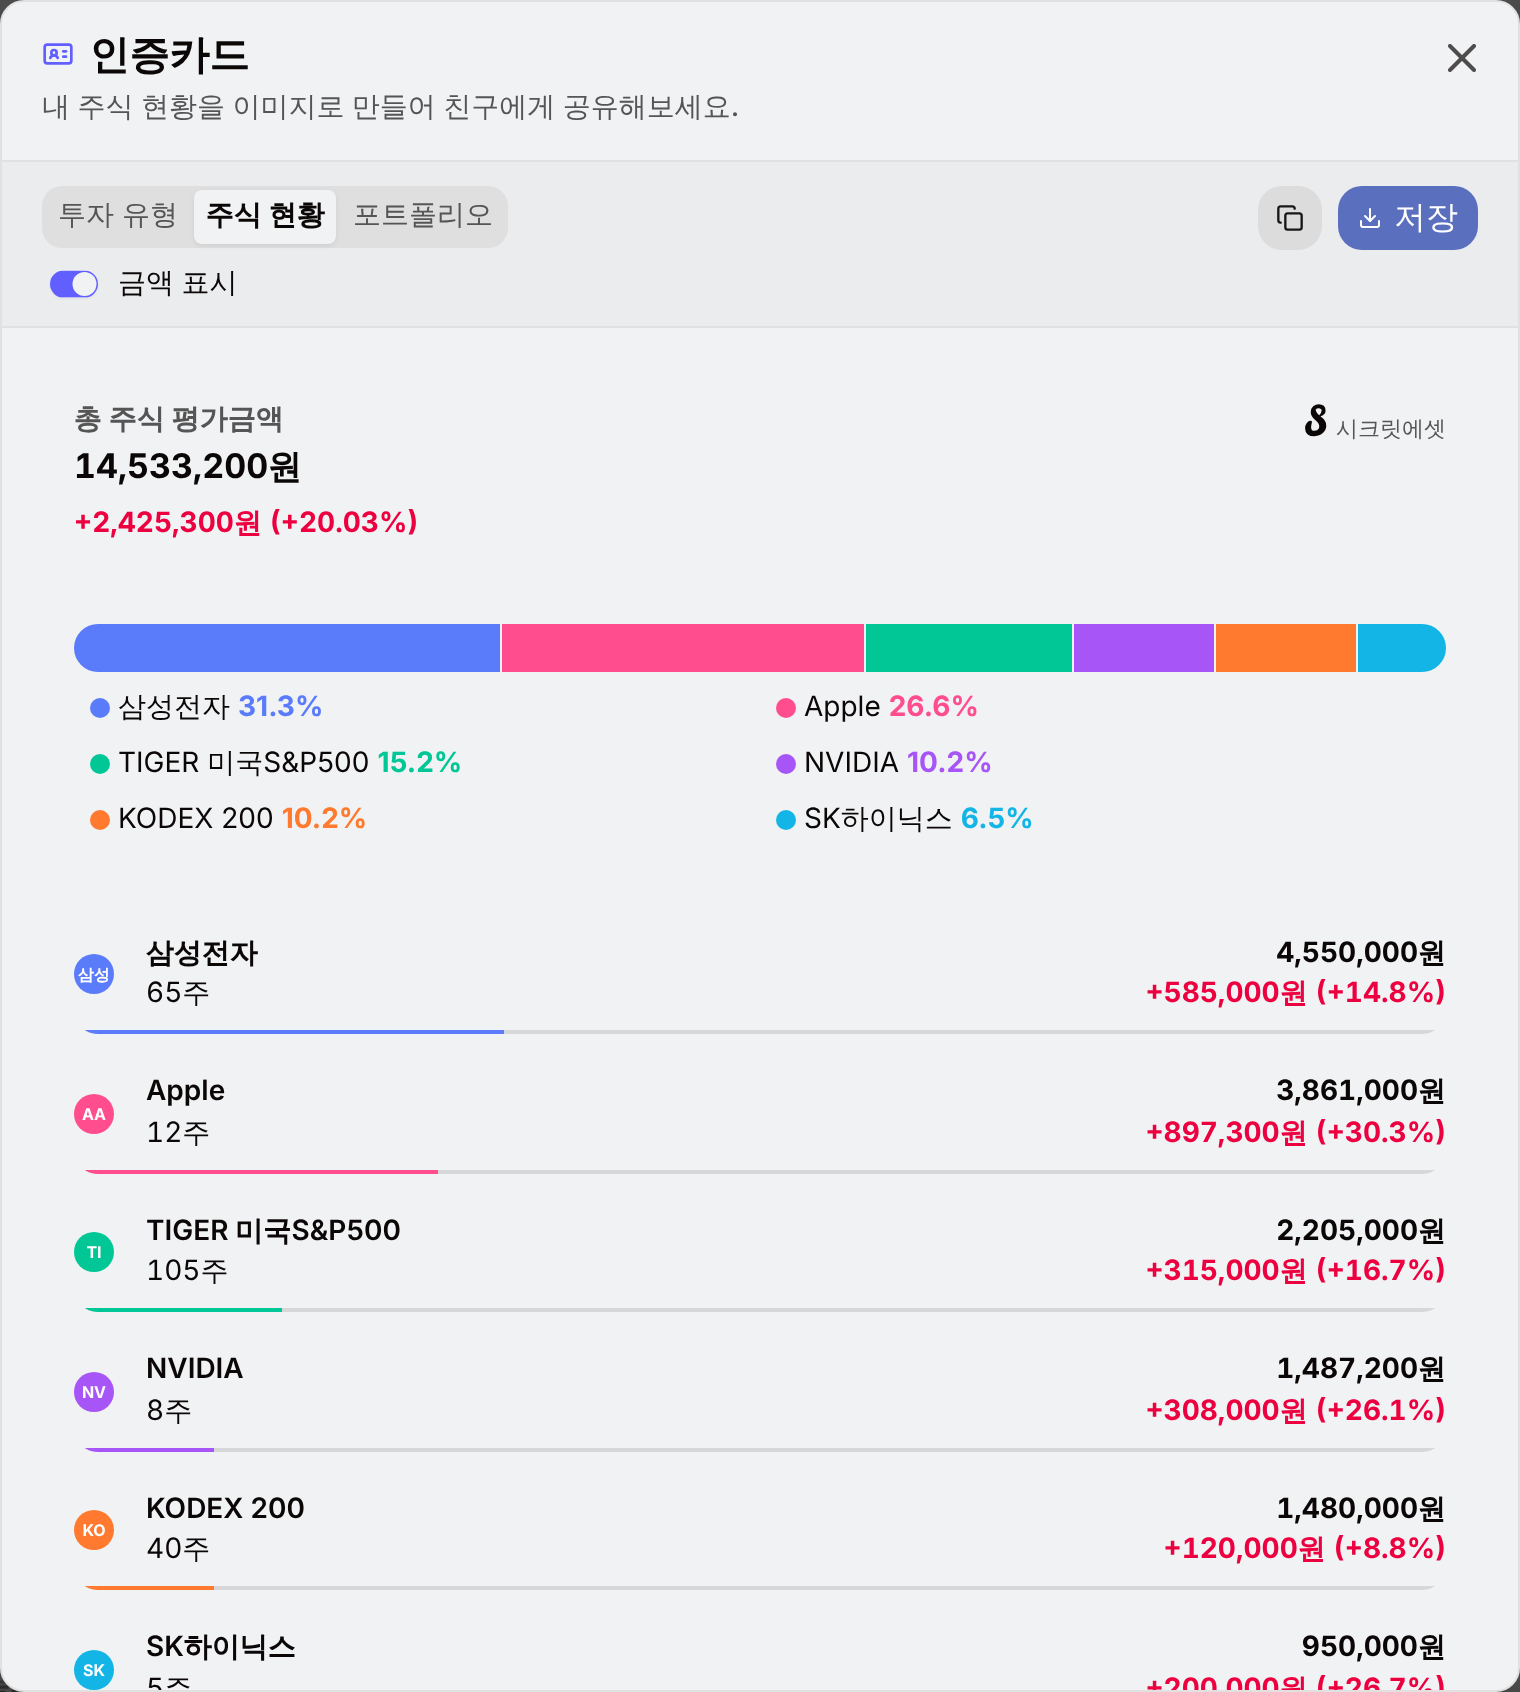 인증카드
내 주식 현황을 이미지로 만들어 친구에게 공유해보세요.
투자 유형 주식 현황 포트폴리오
저장
금액 표시
총 주식 평가금액
시크릿에셋
14,533,200원
+2,425,300원 (+20.03%)
삼성전자 31.3%
Apple 26.6%
TIGER 미국S&P500 15.2%
NVIDIA 10.2%
KODEX 200 10.2%
SK하이닉스 6.5%
삼성
삼성전자
65주
4,550,000원
+585,000원 (+14.8%)
AA
Apple
12주
3,861,000원
+897,300원 (+30.3%)
TI
TIGER 미국S&P500
105주
2,205,000원
+315,000원 (+16.7%)
NV
NVIDIA
8주
1,487,200원
+308,000원 (+26.1%)
KO
KODEX 200
40주
1,480,000원
+120,000원 (+8.8%)
SK
SK하이닉스
5주
950,000원
+200,000원 (+26.7%)